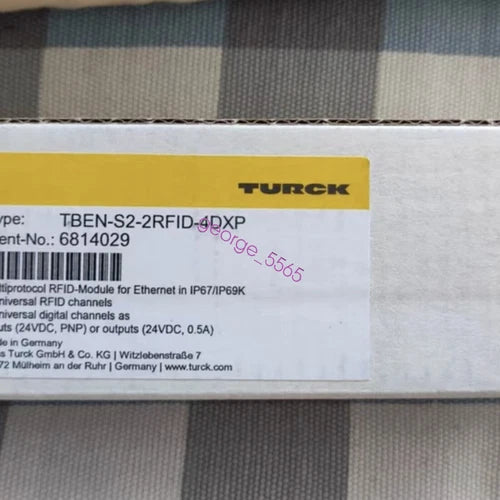 TURCK
ype: TBEN-S2-2RFID-4DXP
ent-No.: 6814029
george_5565
ltiprotocol RFID-Module for Ethernet in IP67/IP69K
niversal RFID channels
niversal digital channels as
uts (24VDC, PNP) or outputs (24VDC, 0.5A)
de in Germany
s Turck GmbH & Co. KG | Witzlebenstraße 7
72 Mülheim an der Ruhr | Germany | www.turck.com